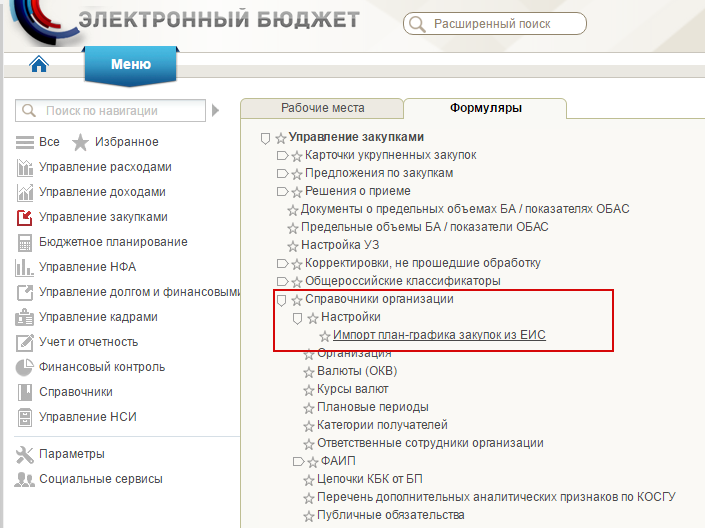 ЭЛЕКТРОННЫЙ БЮДЖЕТ
Расширенный поиск
Меню
Поиск по навигации
Все
Избранное
Управление расходами
Управление доходами
Управление закупками
Бюджетное планирование
Управление НФА
Управление долгом и финансовыми
Управление кадрами
Учет и отчетность
Финансовый контроль
Справочники
Управление НСИ
Параметры
Социальные сервисы
Рабочие места
Формуляры
Управление закупками
Карточки укрупненных закупок
Предложения по закупкам
Решения о приеме
Документы о предельных объемах БА / показателях ОБАС
Предельные объемы БА / показатели ОБАС
Настройка УЗ
Корректировки, не прошедшие обработку
Общероссийские классификаторы
Справочники организации
Настройки
Импорт план-графика закупок из ЕИС
Организация
Валюты (ОКВ)
Курсы валют
Плановые периоды
Категории получателей
Ответственные сотрудники организации
ФАИП
Цепочки КБК от БП
Перечень дополнительных аналитических признаков по КОСГУ
Публичные обязательства